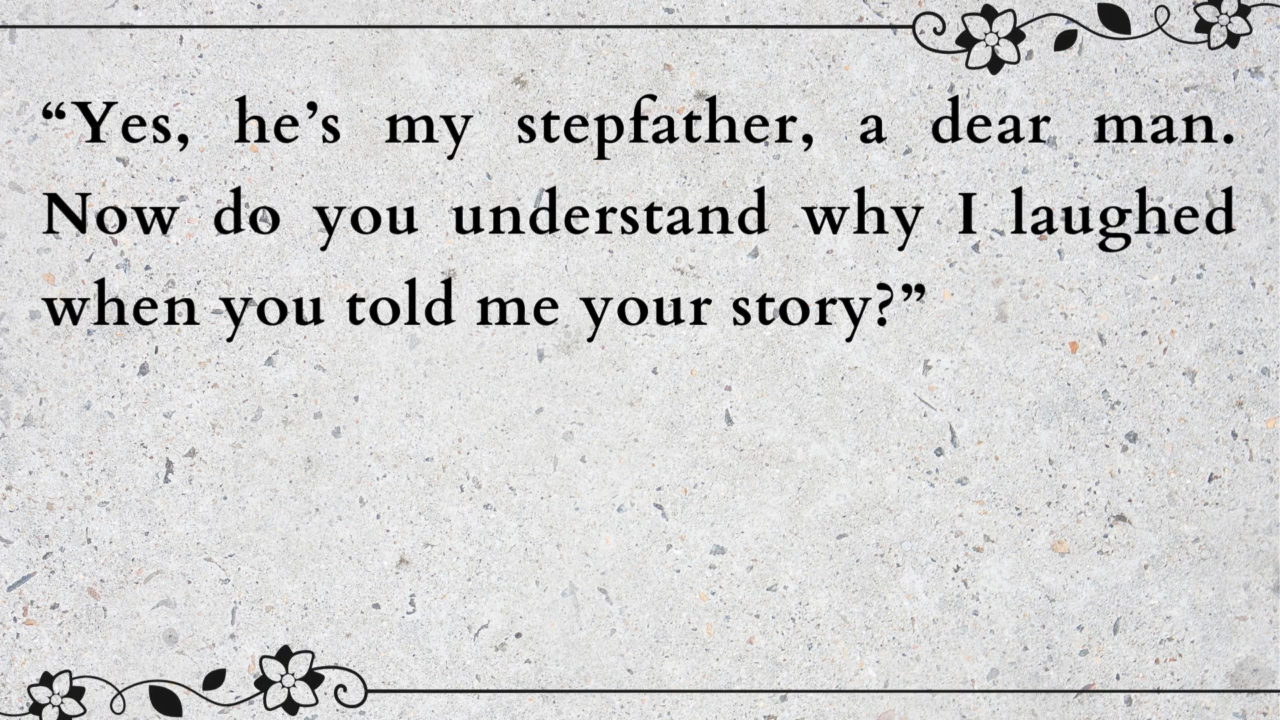 “Yes, he’s my stepfather, a dear man.
Now do you understand why I laughed
when you told me your story?”